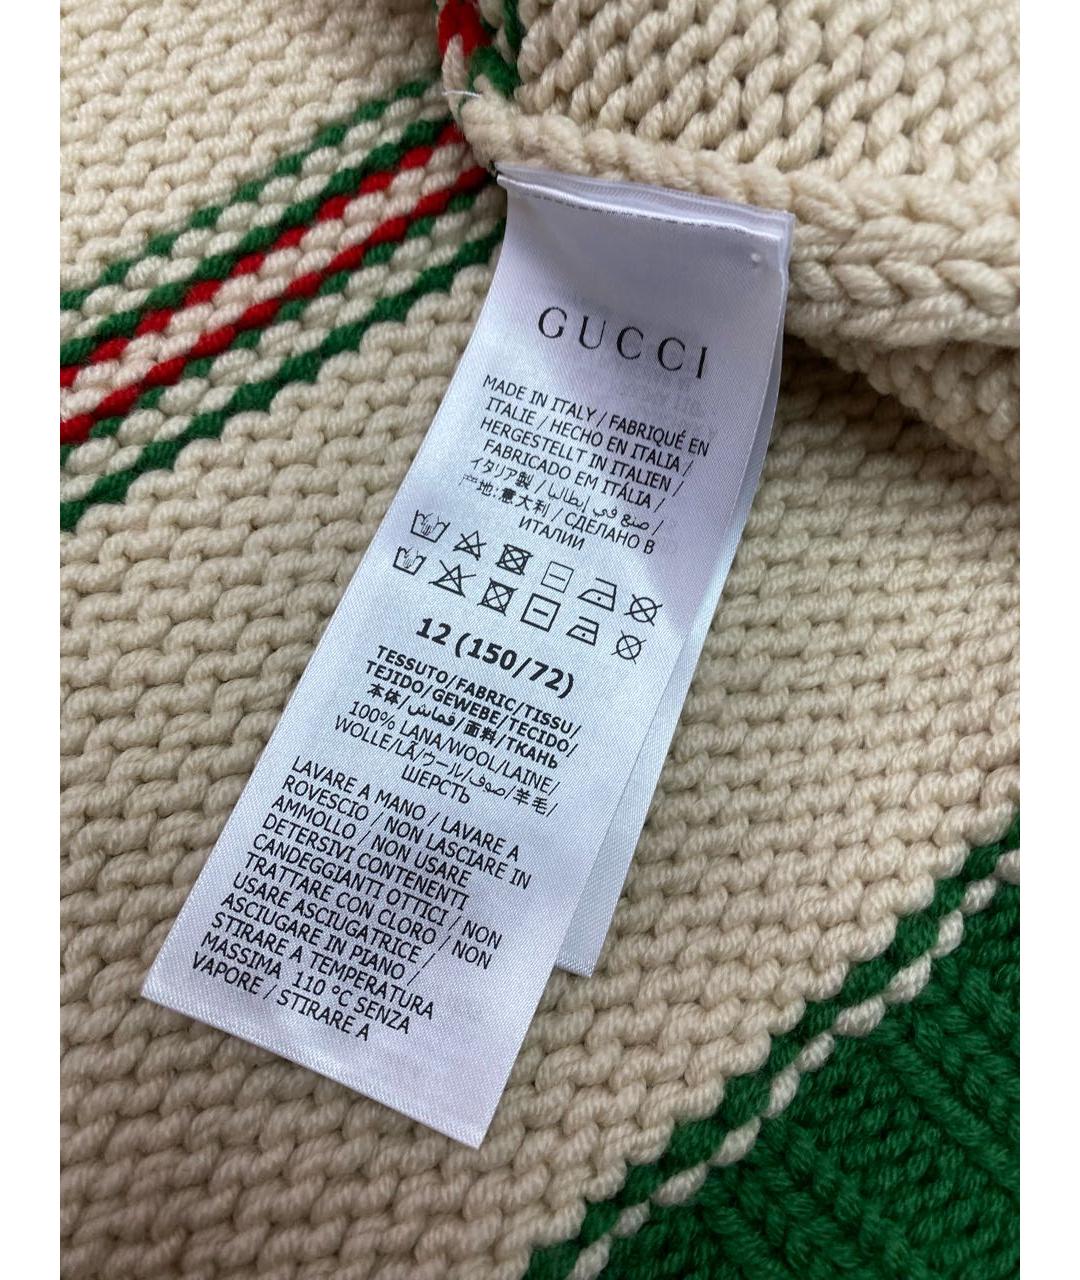 GUCCI
MADE IN ITALY / FABRIQUÉ EN
ITALIE / HECHO EN ITALIA /
HERGESTELLT IN ITALIEN /
FABRICADO EM ITÁLIA /
イタリア製 / صنع في إيطاليا /
产地:意大利 / СДЕЛАНО В
ИТАЛИИ
12 (150/72)
TESSUTO/FABRIC/TISSU/
TEJIDO/GEWEBE/TECIDO/
本体/قماش/面料/ТКАНЬ
100% LANA/WOOL/LAINE/
WOLLE/LÃ/ウール/صوف/羊毛/
ШЕРСТЬ
LAVARE A MANO / LAVARE A
ROVESCIO / NON LASCIARE IN
AMMOLLO / NON USARE
DETERSIVI CONTENENTI
CANDEGGIANTI OTTICI / NON
TRATTARE CON CLORO / NON
USARE ASCIUGATRICE /
ASCIUGARE IN PIANO /
STIRARE A TEMPERATURA
MASSIMA 110 °C SENZA
VAPORE / STIRARE A